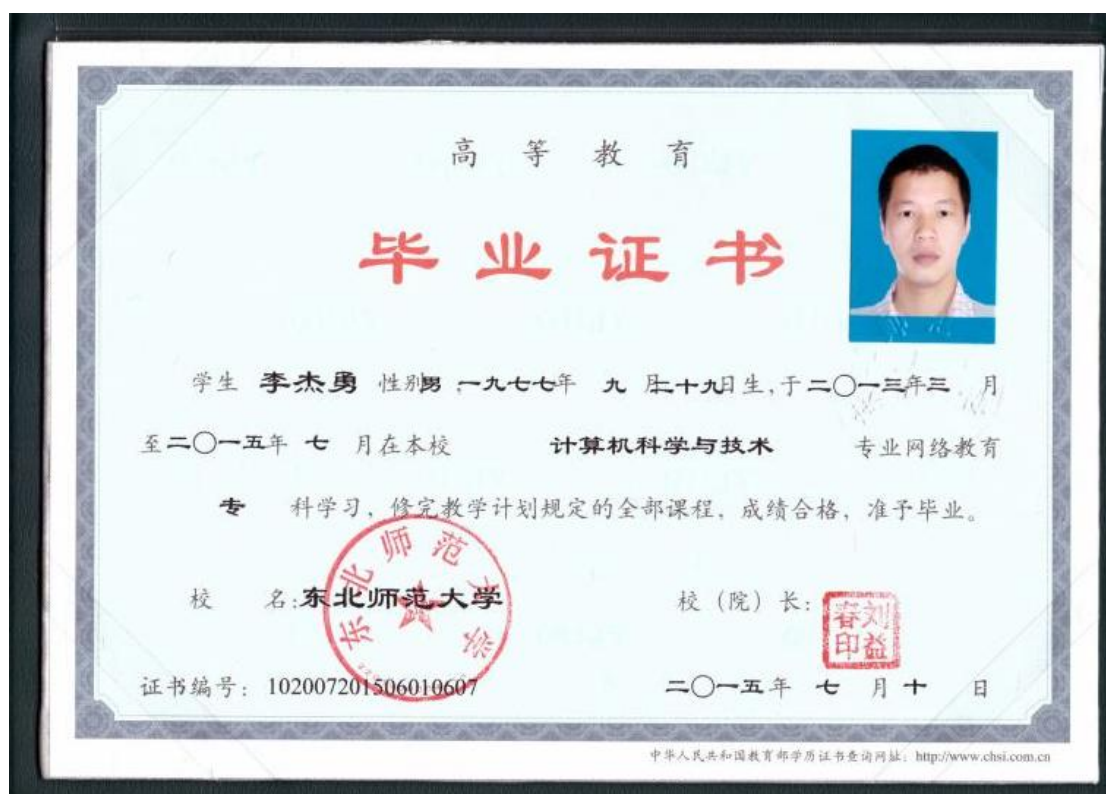 高等教育
毕业证书
学生 李杰勇 性别男，一九七七年 九 月二十九日生，于二〇一三年三 月
至二〇一五年 七 月在本校 计算机科学与技术 专业网络教育
专 科学习，修完教学计划规定的全部课程，成绩合格，准予毕业。
东北师范大学
校 名：东北师范大学 校（院）长：
刘益春印
证书编号：102007201506010607 二〇一五年 七 月 十 日
中华人民共和国教育部学历证书查询网址：http://www.chsi.com.cn